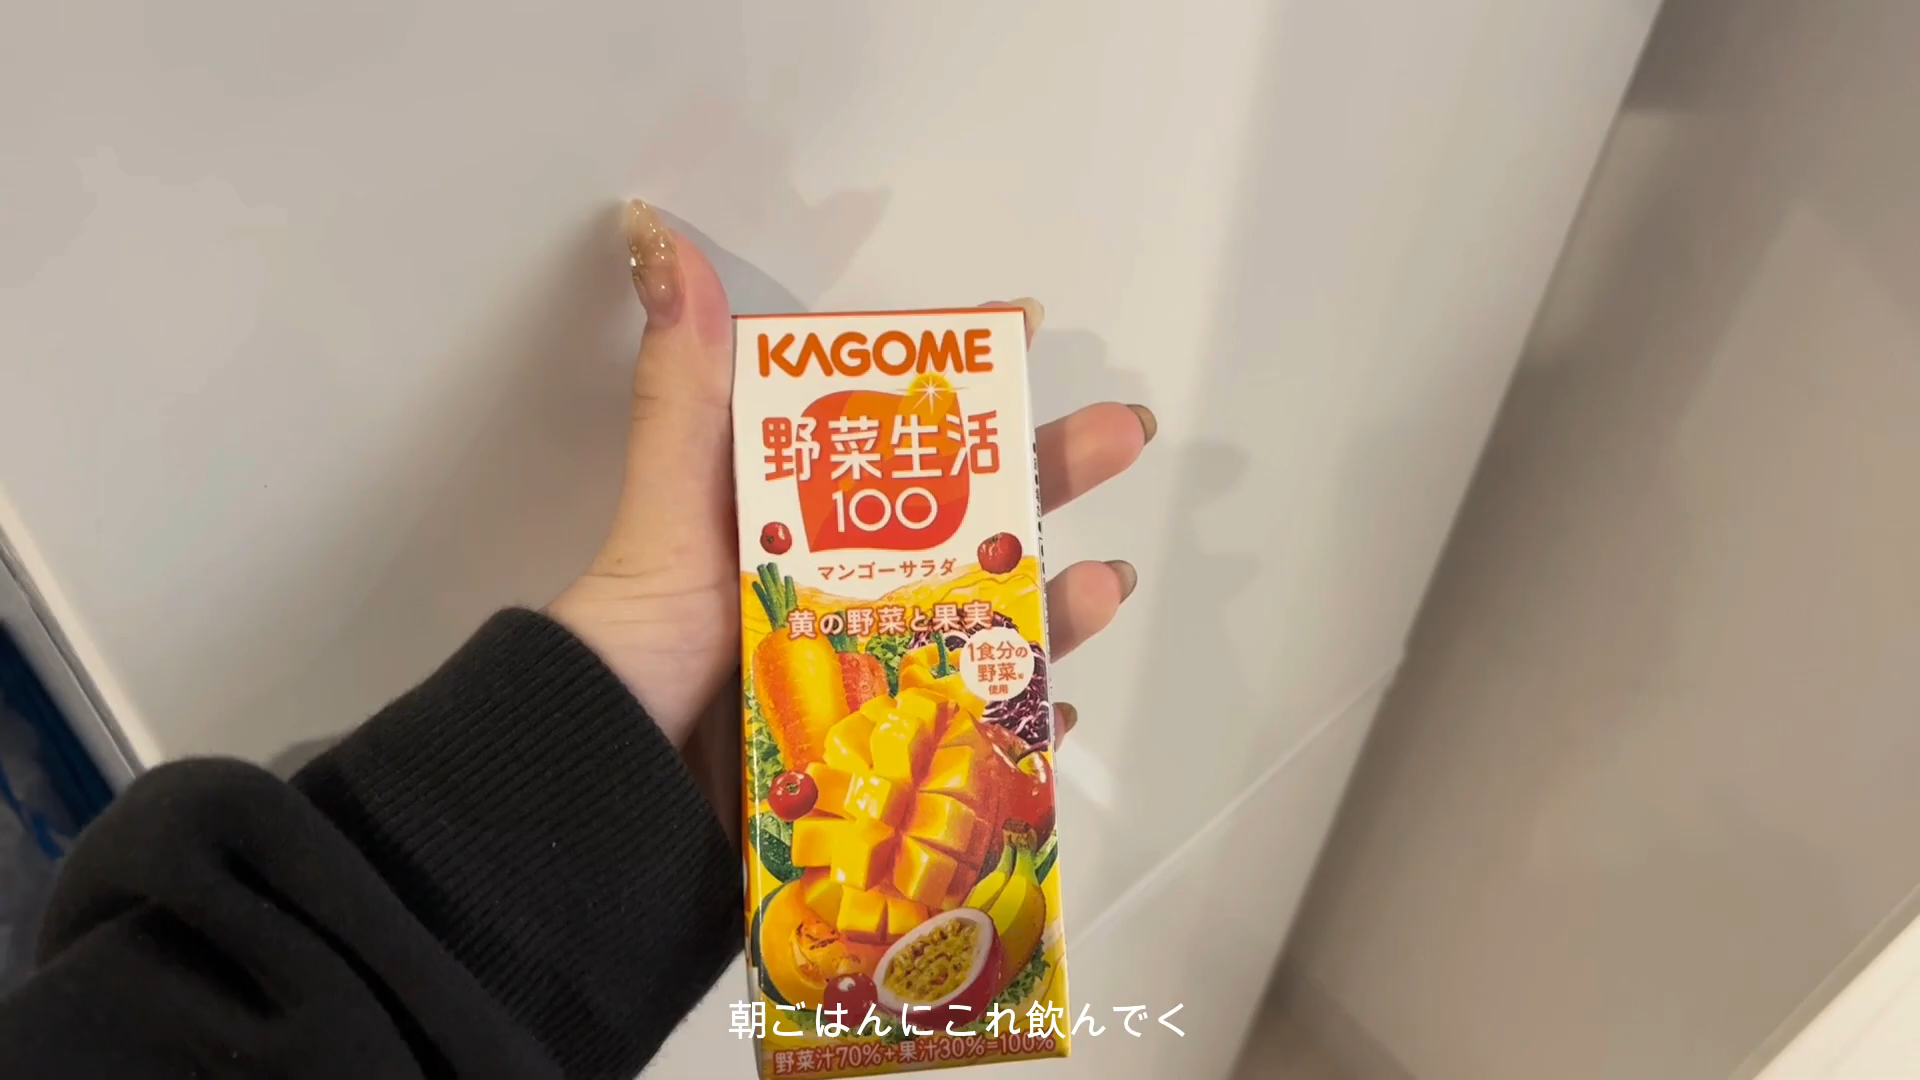 KAGOME
野菜生活
100
マンゴーサラダ
黄の野菜と果実
1食分の
野菜※
使用
朝ごはんにこれ飲んでく
野菜汁70%+果汁30%=100%